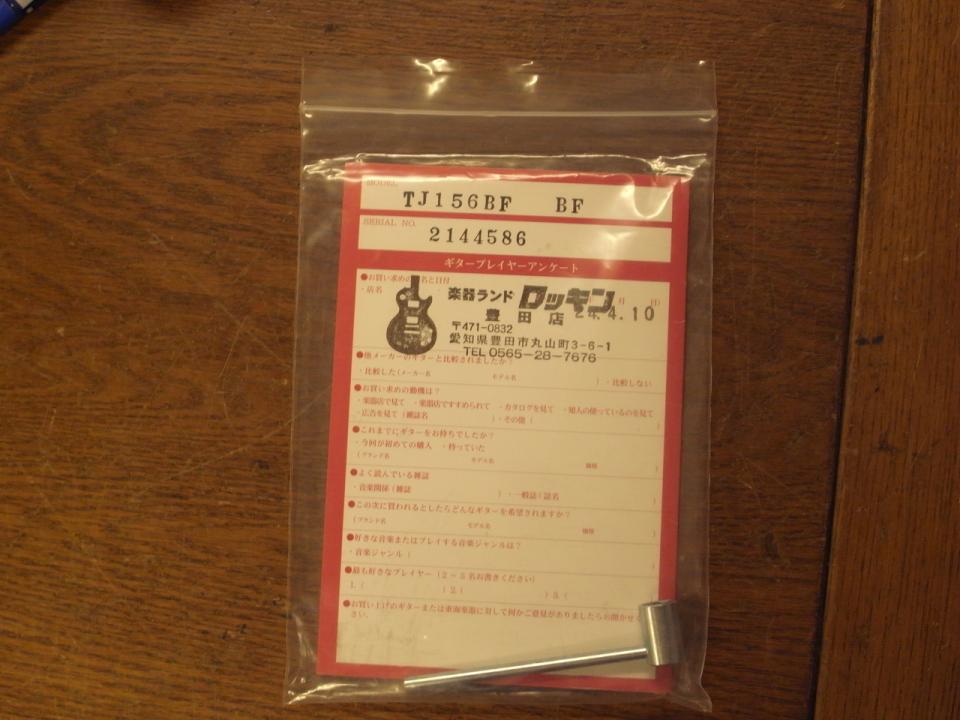 MODEL
TJ156BF BF
SERIAL NO.
2144586
ギタープレイヤーアンケート
●お買い求めの 名と日付
・店名 月 日)
楽器ランド ロッキン
豊田店 24.4.10
〒471-0832
愛知県豊田市丸山町3-6-1
TEL 0565-28-7676
●他メーカーのギターと比較されましたか?
・比較した(メーカー名 モデル名 ) ・比較しない
●お買い求めの動機は?
・楽器店で見て ・楽器店ですすめられて ・カタログを見て ・知人の使っているのを見て
・広告を見て(雑誌名 )・その他( )
●これまでにギターをお持ちでしたか?
・今回が初めての購入 ・持っていた
(ブランド名 モデル名 価格 )
●よく読んでいる雑誌
・音楽関係(雑誌 )・一般誌(誌名 )
●この次に買われるとしたらどんなギターを希望されますか?
(ブランド名 モデル名 価格 )
●好きな音楽またはプレイする音楽ジャンルは?
・音楽ジャンル( )
●最も好きなプレイヤー(2~3名お書きください)
1.( )2.( )3.( )
●お買い上げのギターまたは東海楽器に対して何かご意見がありましたらお聞かせく
さい。